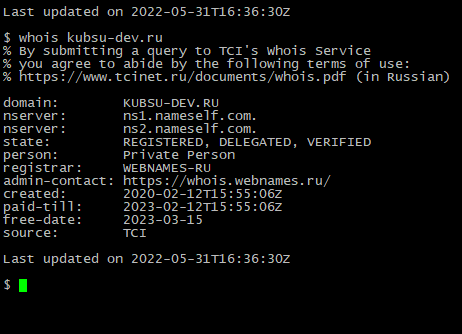 Last updated on 2022-05-31T16:36:30Z
$ whois kubsu-dev.ru
% By submitting a query to TCI's Whois Service
% you agree to abide by the following terms of use:
% https://www.tcinet.ru/documents/whois.pdf (in Russian)
domain: KUBSU-DEV.RU
nserver: ns1.nameself.com.
nserver: ns2.nameself.com.
state: REGISTERED, DELEGATED, VERIFIED
person: Private Person
registrar: WEBNAMES-RU
admin-contact: https://whois.webnames.ru/
created: 2020-02-12T15:55:06Z
paid-till: 2023-02-12T15:55:06Z
free-date: 2023-03-15
source: TCI
Last updated on 2022-05-31T16:36:30Z
$